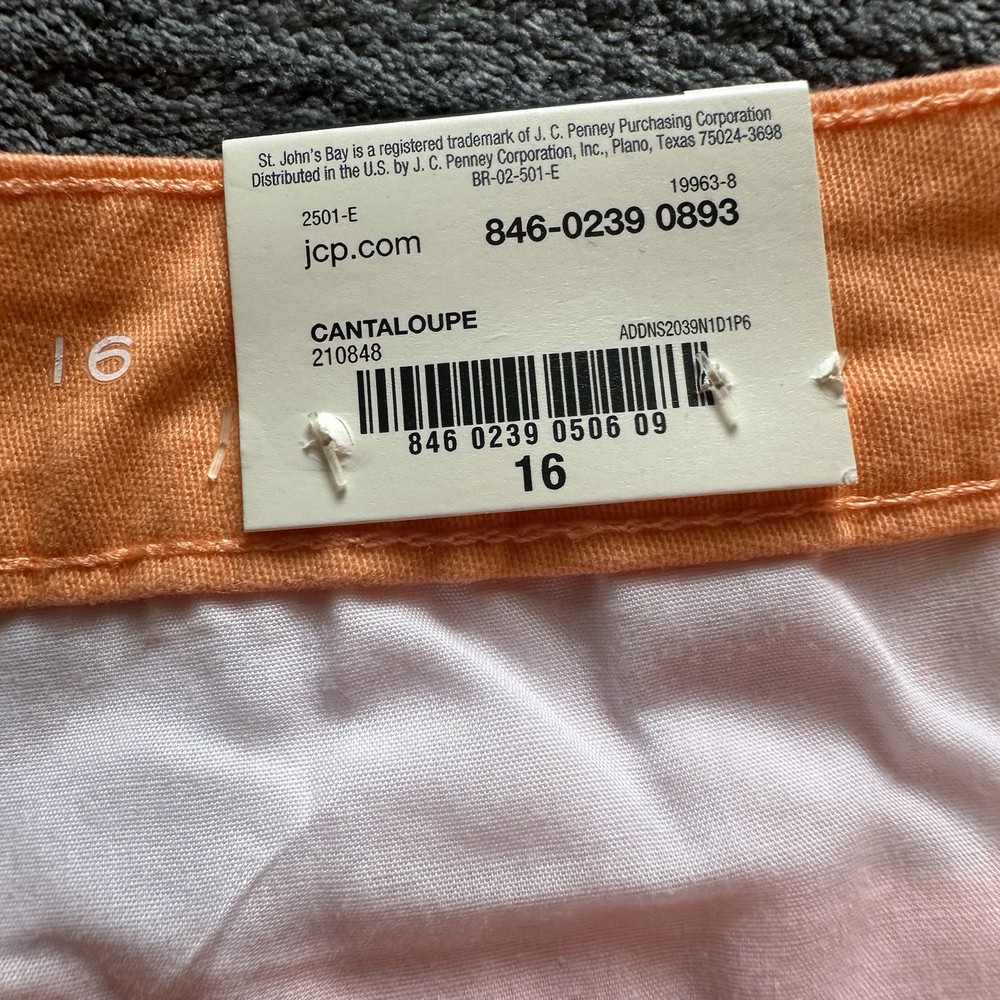 St. John's Bay is a registered trademark of J. C. Penney Purchasing Corporation
Distributed in the U.S. by J. C. Penney Corporation, Inc., Plano, Texas 75024-3698
BR-02-501-E
2501-E
19963-8
jcp.com
846-0239 0893
CANTALOUPE
210848
ADDNS2039N1D1P6
846 0239 0506 09
16
16